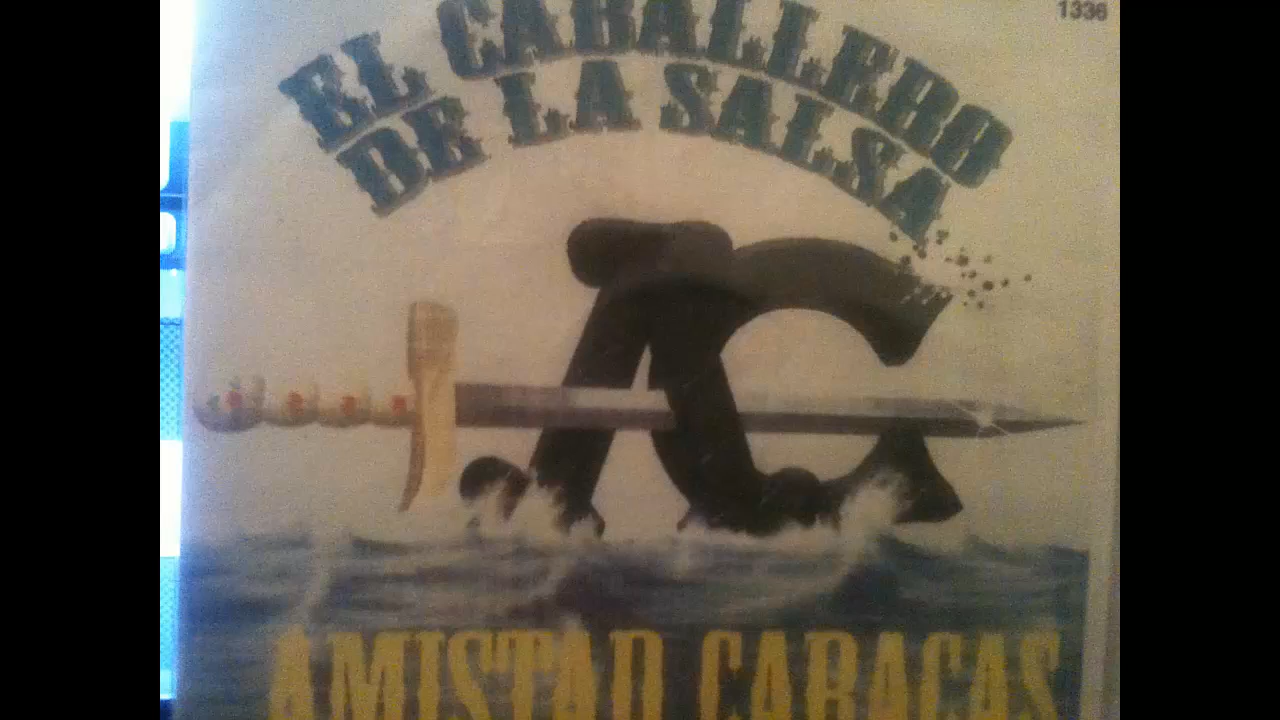 1336
EL CABALLERO
DE LA SALSA
AC
AMISTAD CARACAS